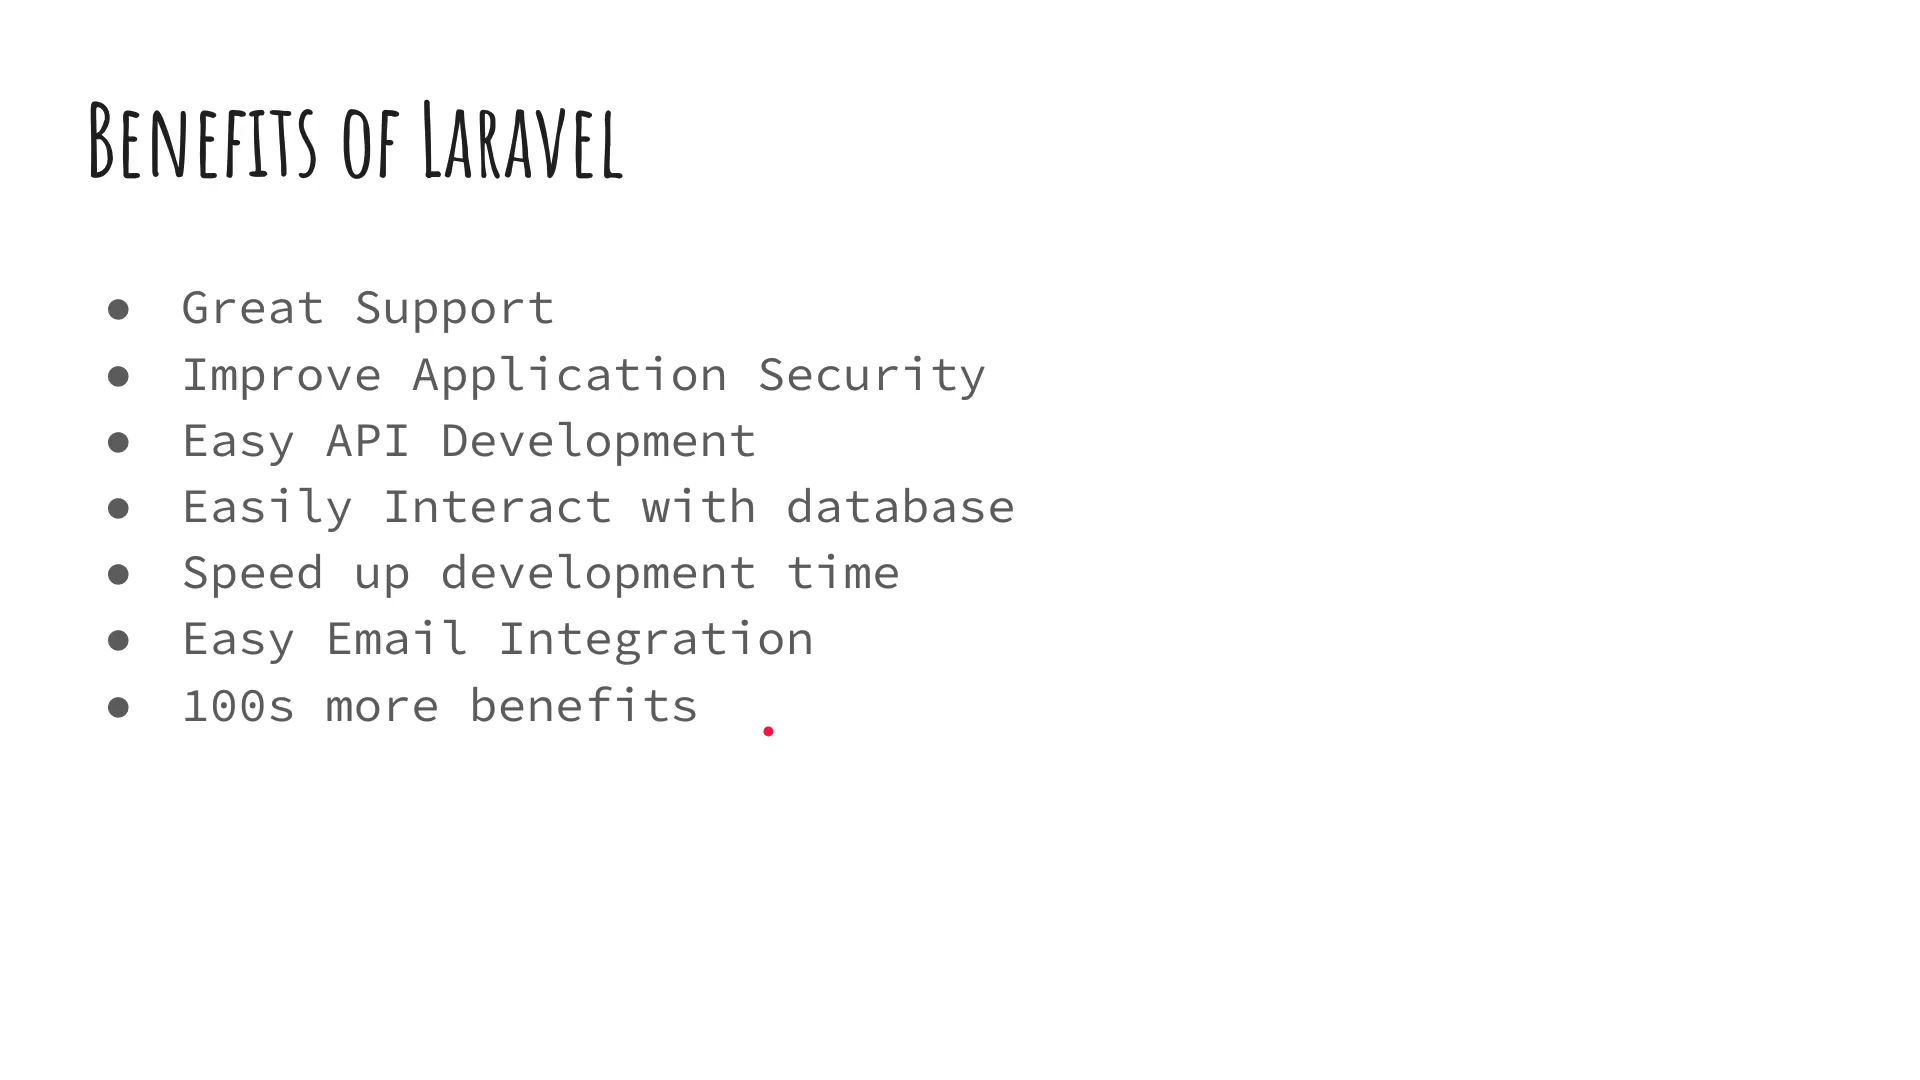 Benefits of Laravel
● Great Support
● Improve Application Security
● Easy API Development
● Easily Interact with database
● Speed up development time
● Easy Email Integration
● 100s more benefits